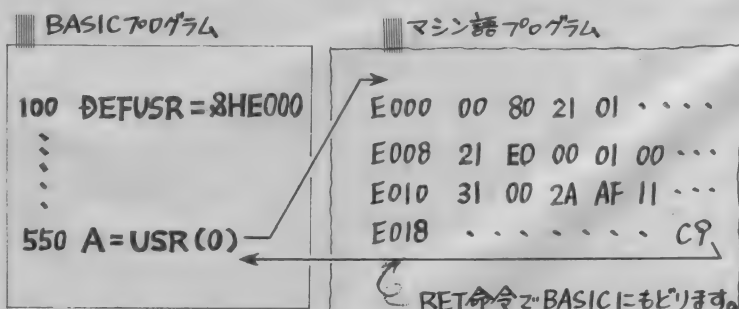 BASICプログラム
100 DEFUSR=&HE000
550 A=USR(0)
マシン語プログラム
E000 00 80 21 01 ・・・・
E008 21 ED 00 01 00 ・・・
E010 31 00 2A AF 11 ・・・
E018 ・・・・・・・ C9
RET命令でBASICにもどります。